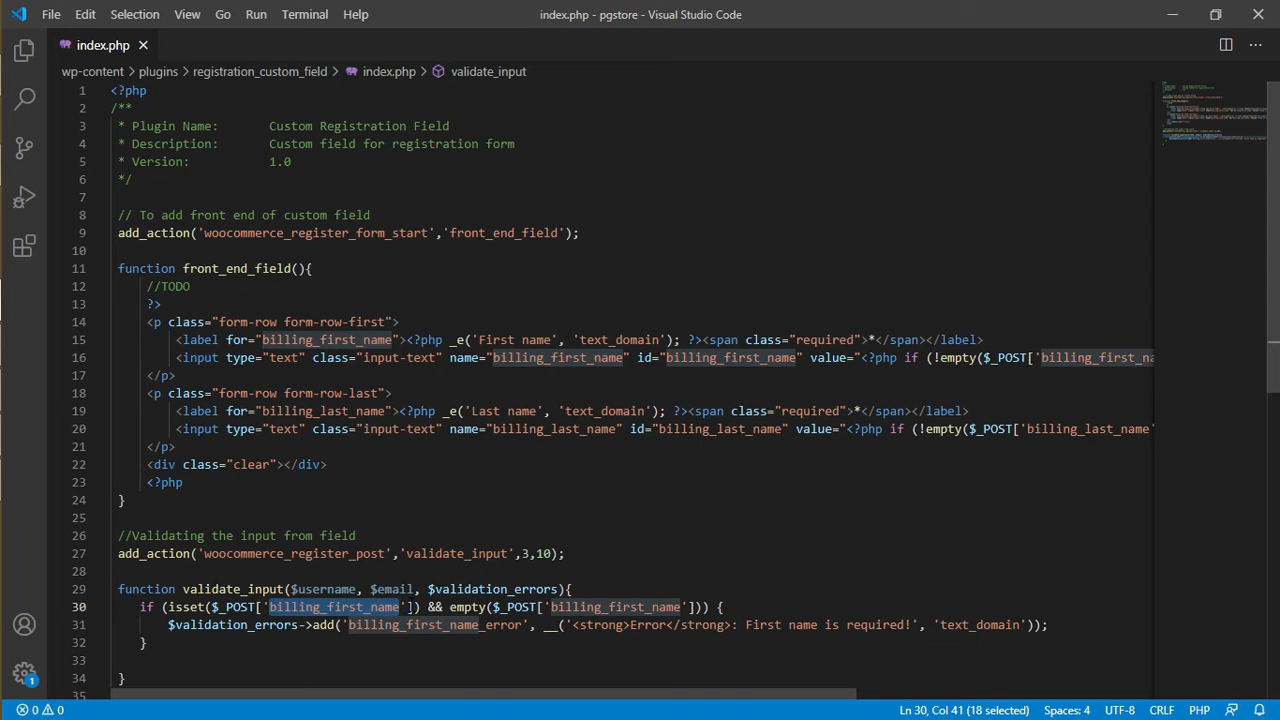 File Edit Selection View Go Run Terminal Help index.php - pgstore - Visual Studio Code
index.php
wp-content > plugins > registration_custom_field > index.php > validate_input
1 <?php
2 /**
3 * Plugin Name: Custom Registration Field
4 * Description: Custom field for registration form
5 * Version: 1.0
6 */
7
8 // To add front end of custom field
9 add_action('woocommerce_register_form_start','front_end_field');
10
11 function front_end_field(){
12 //TODO
13 ?>
14 <p class="form-row form-row-first">
15 <label for="billing_first_name"><?php _e('First name', 'text_domain'); ?><span class="required">*</span></label>
16 <input type="text" class="input-text" name="billing_first_name" id="billing_first_name" value="<?php if (!empty($_POST['billing_first_na
17 </p>
18 <p class="form-row form-row-last">
19 <label for="billing_last_name"><?php _e('Last name', 'text_domain'); ?><span class="required">*</span></label>
20 <input type="text" class="input-text" name="billing_last_name" id="billing_last_name" value="<?php if (!empty($_POST['billing_last_name'
21 </p>
22 <div class="clear"></div>
23 <?php
24 }
25
26 //Validating the input from field
27 add_action('woocommerce_register_post','validate_input',3,10);
28
29 function validate_input($username, $email, $validation_errors){
30 if (isset($_POST['billing_first_name']) && empty($_POST['billing_first_name'])) {
31 $validation_errors->add('billing_first_name_error', __('<strong>Error</strong>: First name is required!', 'text_domain'));
32 }
33
34 }
35
1
0 0 Ln 30, Col 41 (18 selected) Spaces: 4 UTF-8 CRLF PHP